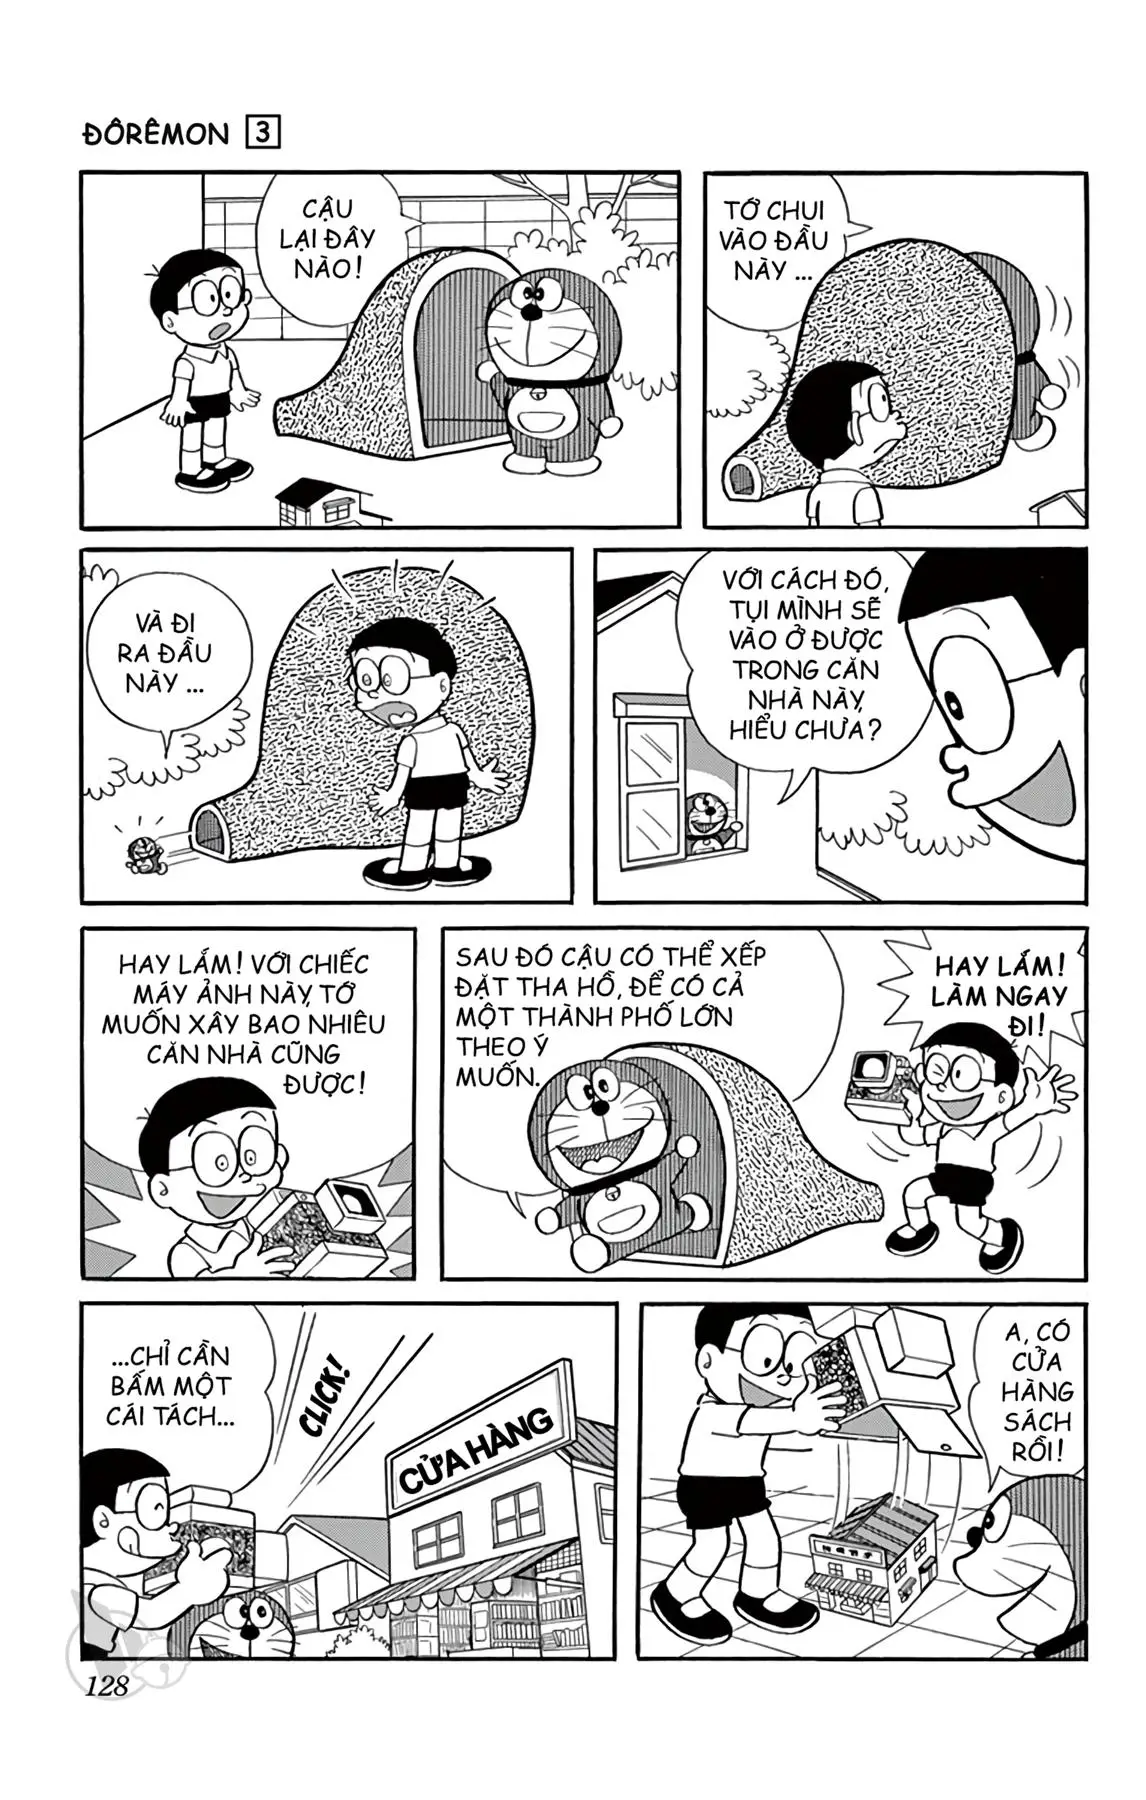 ĐÔRÊMON 3
CẬU
LẠI ĐÂY
NÀO!
TỚ CHUI
VÀO ĐẦU
NÀY ...
VÀ ĐI
RA ĐẦU
NÀY ...
VỚI CÁCH ĐÓ,
TỤI MÌNH SẼ
VÀO Ở ĐƯỢC
TRONG CĂN
NHÀ NÀY,
HIỂU CHƯA?
HAY LẮM! VỚI CHIẾC
MÁY ẢNH NÀY, TỚ
MUỐN XÂY BAO NHIÊU
CĂN NHÀ CŨNG
ĐƯỢC!
SAU ĐÓ CẬU CÓ THỂ XẾP
ĐẶT THA HỒ, ĐỂ CÓ CẢ
MỘT THÀNH PHỐ LỚN
THEO Ý
MUỐN.
HAY LẮM!
LÀM NGAY
ĐI!
...CHỈ CẦN
BẤM MỘT
CÁI TÁCH...
CLICK!
CỬA HÀNG
A, CÓ
CỬA
HÀNG
SÁCH
RỒI!
128